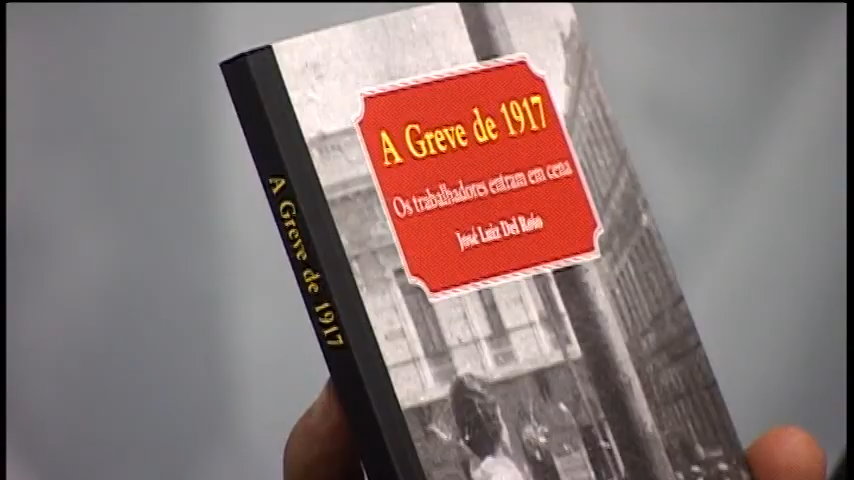 A Greve de 1917
Os trabalhadores entram em cena
José Luiz Del Roio
A Greve de 1917